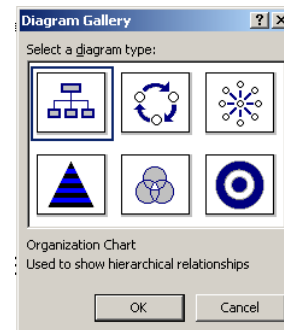 Diagram Gallery
Select a diagram type:
Organization Chart
Used to show hierarchical relationships
OK Cancel